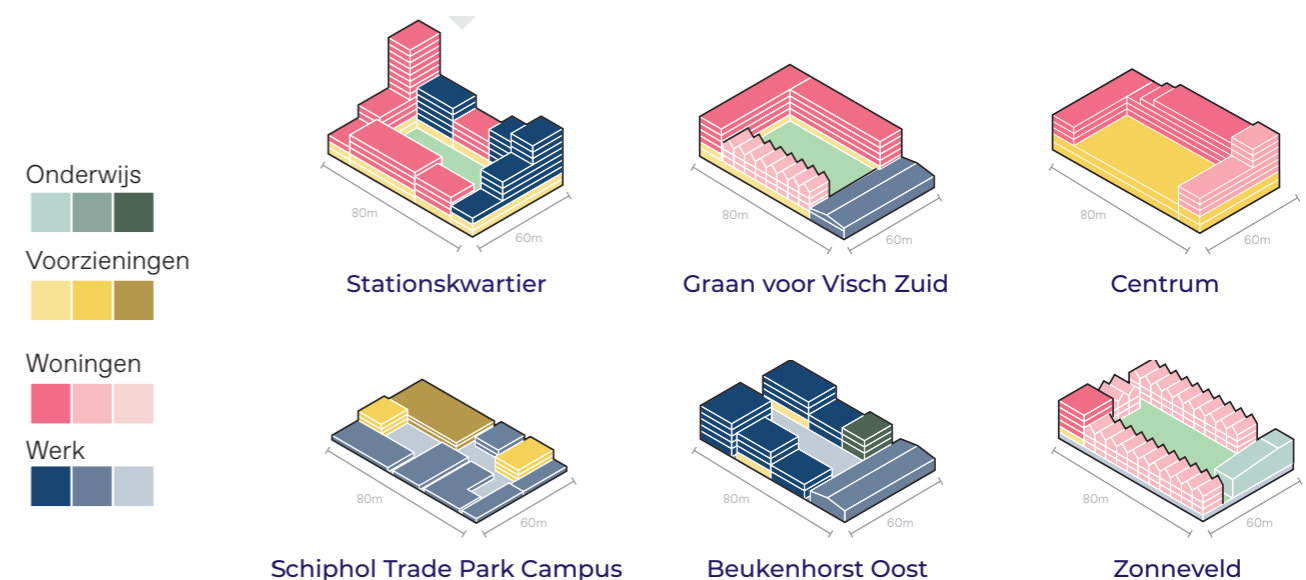 Onderwijs
Voorzieningen
Woningen
Werk
80m
60m
Stationskwartier
80m
60m
Graan voor Visch Zuid
80m
60m
Centrum
80m
60m
Schiphol Trade Park Campus
80m
60m
Beukenhorst Oost
80m
60m
Zonneveld